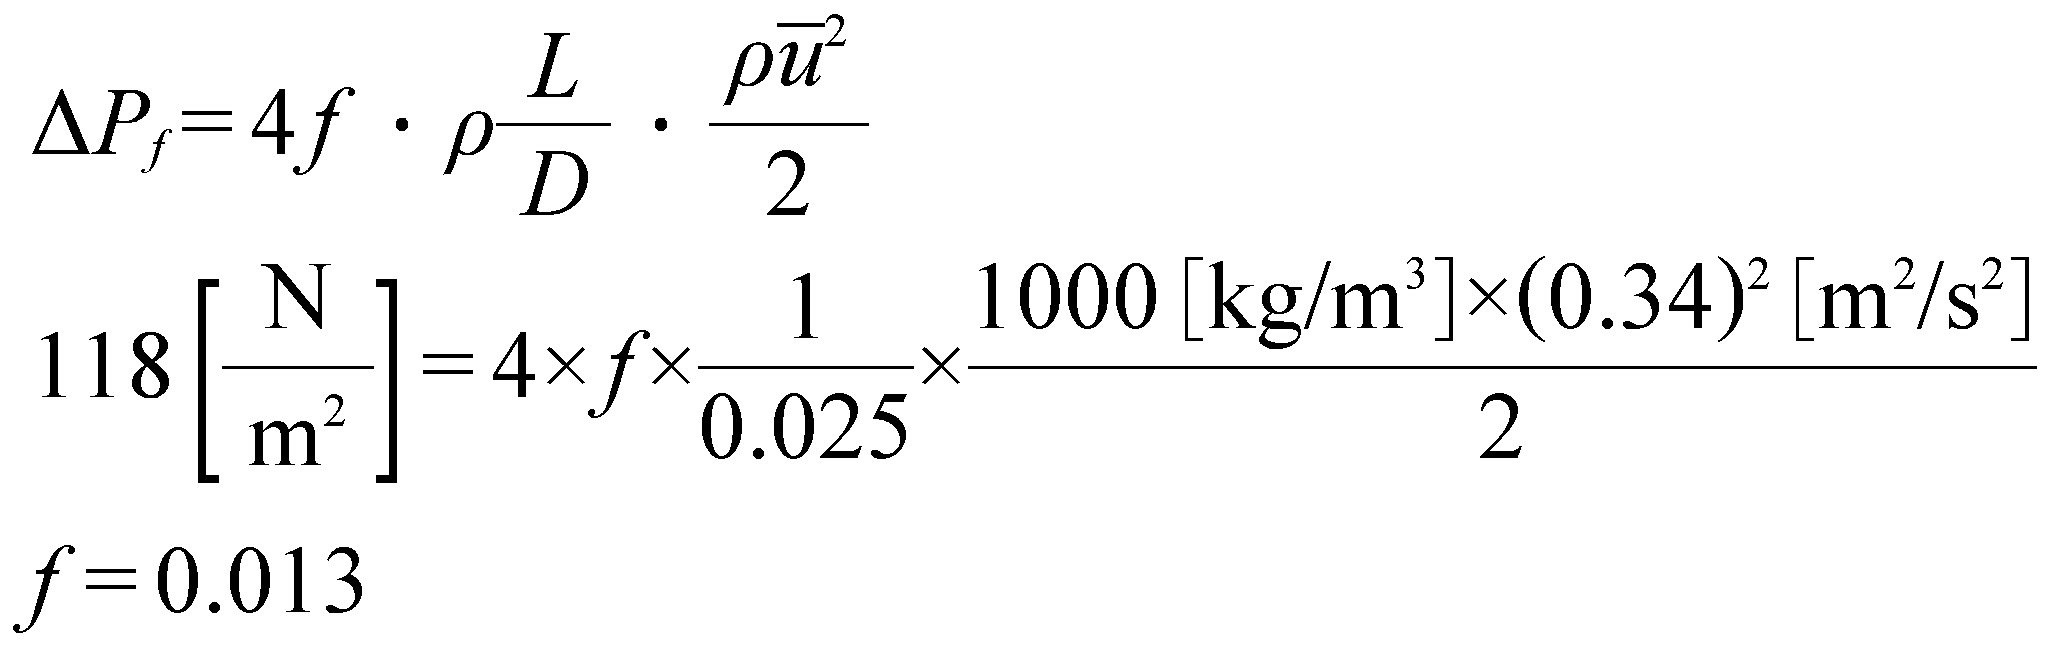 ΔP_f = 4f · ρ L/D · ρū²/2
118 [N/m²] = 4 × f × 1/0.025 × 1000 [kg/m³] × (0.34)² [m²/s²]/2
f = 0.013